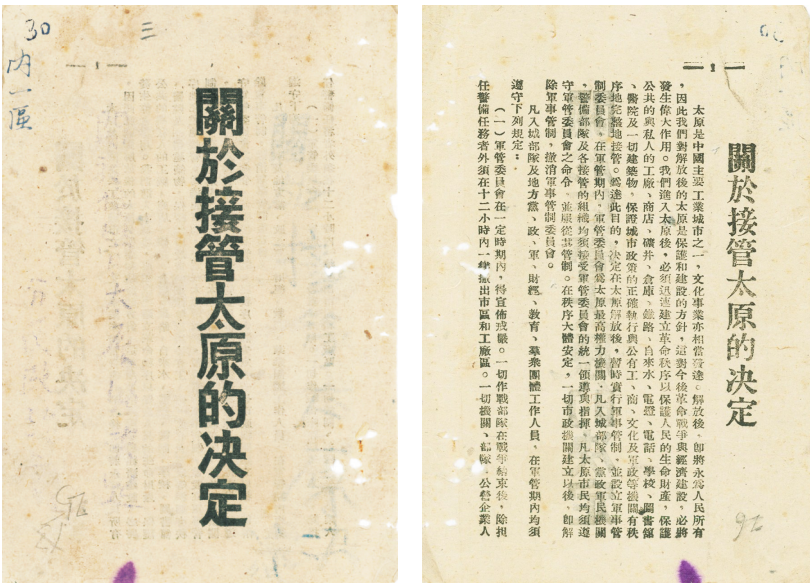 30
三
内一區
— 1 —
關於接管太原的决定
— 1 —
關於接管太原的決定
太原是中國主要工業城市之一,文化事業亦相當發達。解放後,即將永爲人民所有
,因此我們對解放後的太原是保護和建設的方針,這對今後革命戰爭與經濟建設,必將
發生偉大作用。我們進入太原後,必須迅速建立革命秩序以保護人民的生命財產,保護
公共的與私人的工廠、商店、礦井、倉庫、鐵路、自來水、電燈、電話、學校、圖書館
、醫院及一切建築物,保證城市政策的正確執行與公有工、商、文化及軍政等機關有秩
序地完整地接管。爲達此目的,決定在太原解放後,暫時實行軍事管制,並設立軍事管
制委員會,在軍管期內,軍管委員會爲太原最高權力機關,凡入城部隊、黨政軍民機關
、警備部隊及各接管的組織均須接受軍管委員會的統一領導與指揮,凡太原市民均須遵
守軍管委員會之命令,並服從其管制。在秩序大體安定,一切市政機關建立以後,即解
除軍事管制,撤消軍事管制委員會。
凡入城部隊及地方黨、政、軍、財經、教育、羣衆團體工作人員,在軍管期內均須
遵守下列規定:
(一)軍管委員會在一定時期內,得宣佈戒嚴。一切作戰部隊在戰爭結束後,除担
任警備任務者外須在十二小時內一律撤出市區和工廠區。一切機關、部隊、公營企業人